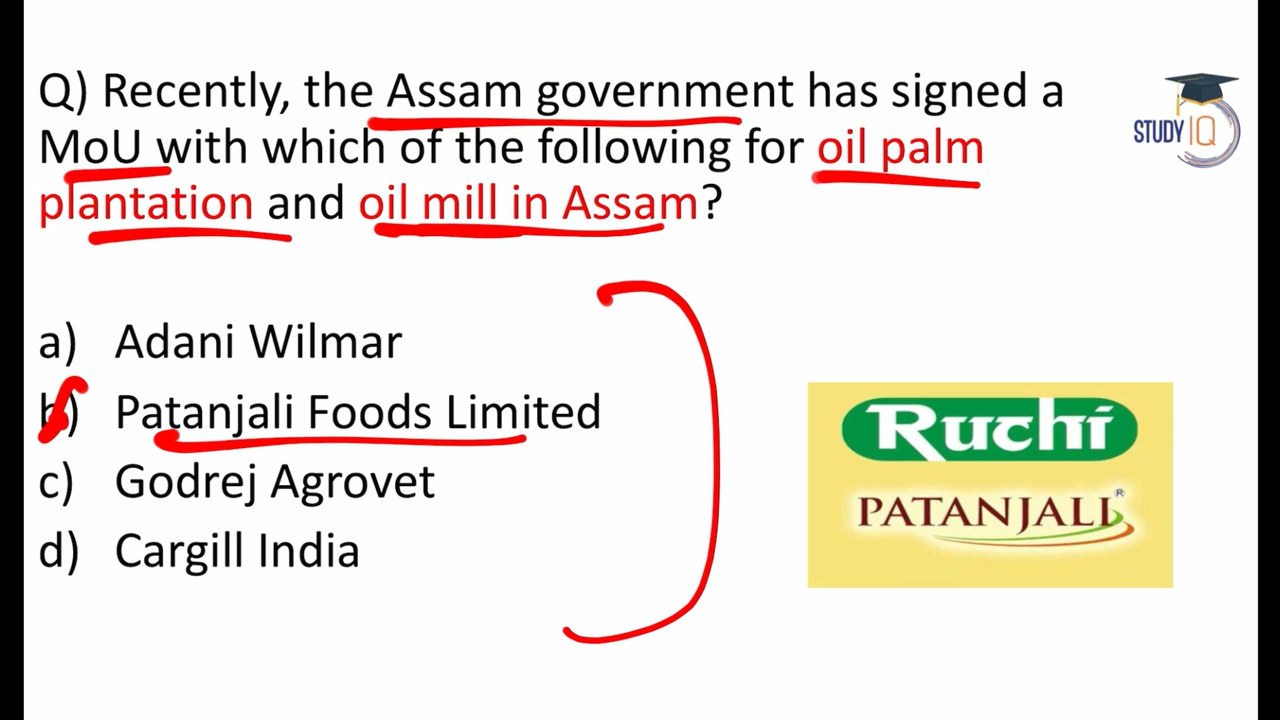 Q) Recently, the Assam government has signed a
MoU with which of the following for oil palm
plantation and oil mill in Assam?
STUDY IQ
a) Adani Wilmar
b) Patanjali Foods Limited
c) Godrej Agrovet
d) Cargill India
Ruchi
PATANJALI®